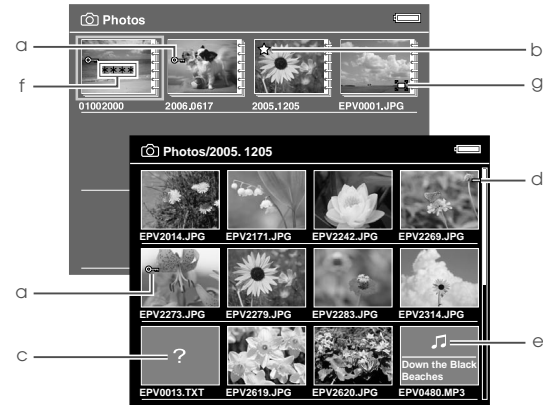 Photos
a
b
****
f
g
01002000 2006.0617 2005.1205 EPV0001.JPG
Photos/2005. 1205
d
EPV2014.JPG EPV2171.JPG EPV2242.JPG EPV2269.JPG
a
EPV2273.JPG EPV2279.JPG EPV2283.JPG EPV2314.JPG
c
?
e
Down the Black
Beaches
EPV0013.TXT EPV2619.JPG EPV2620.JPG EPV0480.MP3